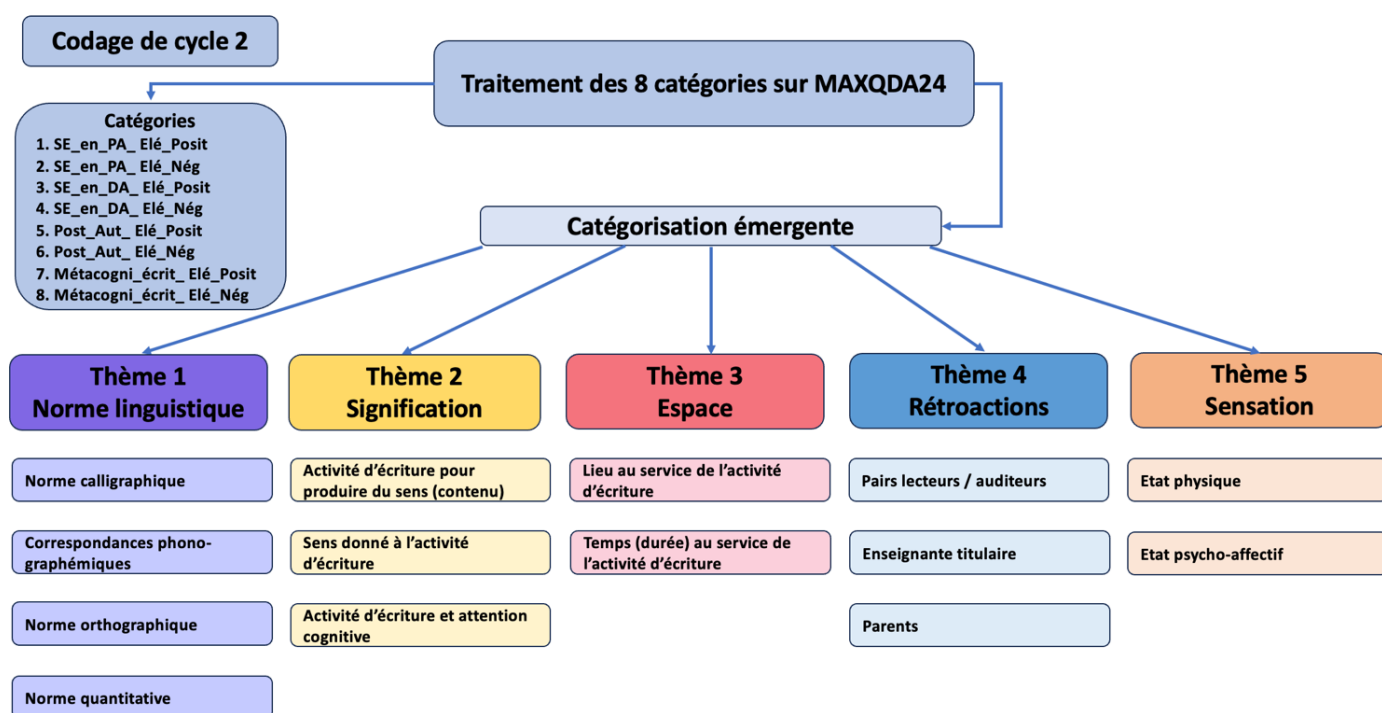 Codage de cycle 2
Traitement des 8 catégories sur MAXQDA24
Catégories
1. SE_en_PA_ Elé_Posit
2. SE_en_PA_ Elé_Nég
3. SE_en_DA_ Elé_Posit
4. SE_en_DA_ Elé_Nég
5. Post_Aut_ Elé_Posit
6. Post_Aut_ Elé_Nég
7. Métacogni_écrit_ Elé_Posit
8. Métacogni_écrit_ Elé_Nég
Catégorisation émergente
Thème 1
Norme linguistique
Norme calligraphique
Correspondances phono-
graphémiques
Norme orthographique
Norme quantitative
Thème 2
Signification
Activité d’écriture pour
produire du sens (contenu)
Sens donné à l’activité
d’écriture
Activité d’écriture et attention
cognitive
Thème 3
Espace
Lieu au service de l’activité
d’écriture
Temps (durée) au service de
l’activité d’écriture
Thème 4
Rétroactions
Pairs lecteurs / auditeurs
Enseignante titulaire
Parents
Thème 5
Sensation
Etat physique
Etat psycho-affectif